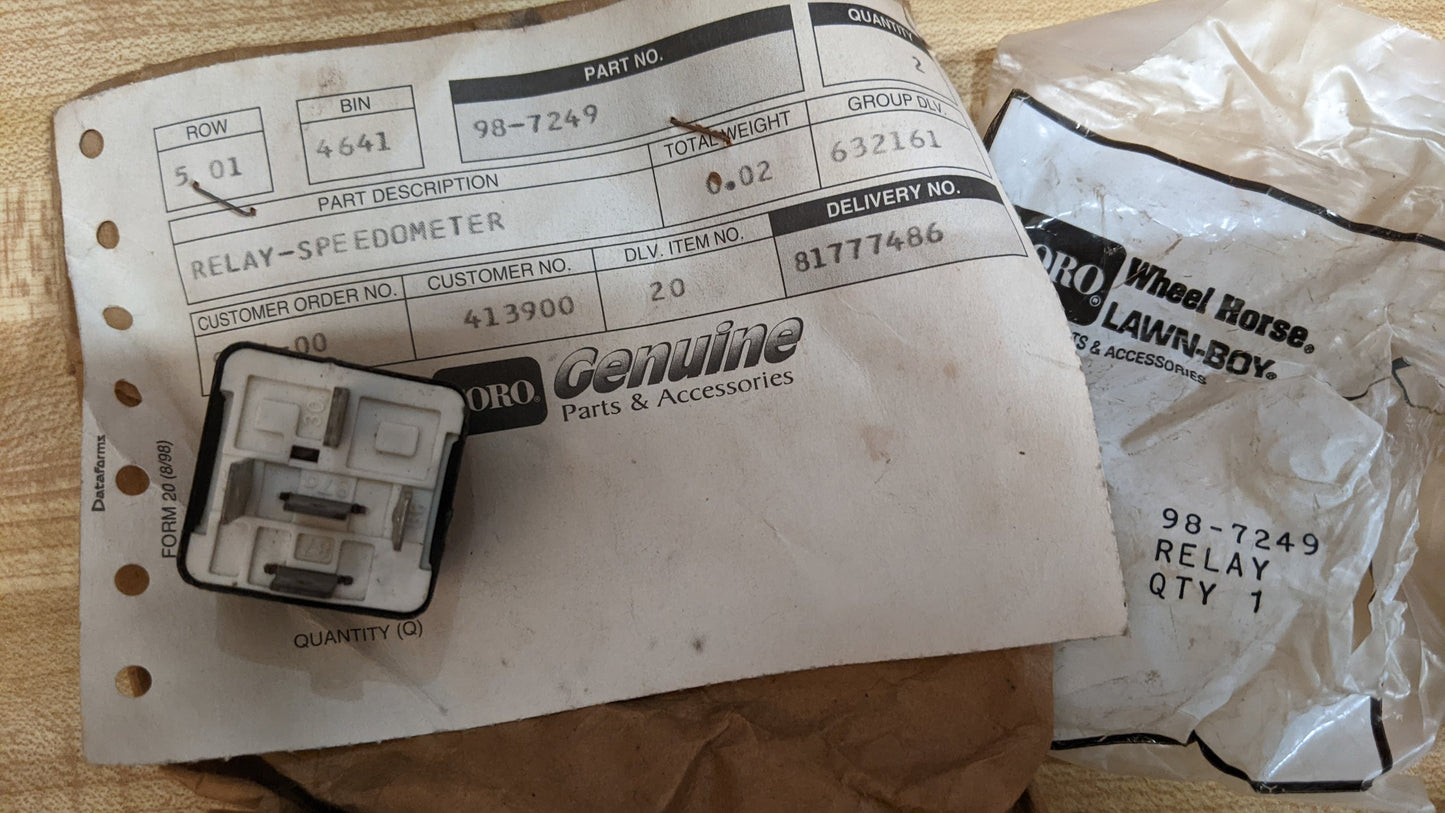 ROW
5 01
BIN
4641
PART NO.
98-7249
QUANTITY
2
PART DESCRIPTION
RELAY-SPEEDOMETER
TOTAL WEIGHT
0.02
GROUP DLV.
632161
CUSTOMER ORDER NO.
00
CUSTOMER NO.
413900
DLV. ITEM NO.
20
DELIVERY NO.
81777486
TORO® Genuine
Parts & Accessories
Dataforms
FORM 20 (8/98)
QUANTITY (Q)
30
87
TORO®
Wheel Horse®
LAWN-BOY®
TS & ACCESSORIES
98-7249
RELAY
QTY 1